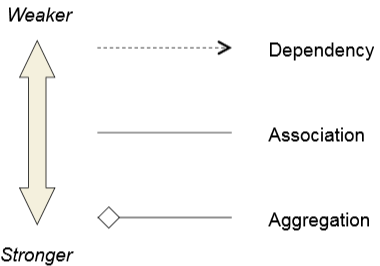 Weaker
Dependency
Association
Aggregation
Stronger